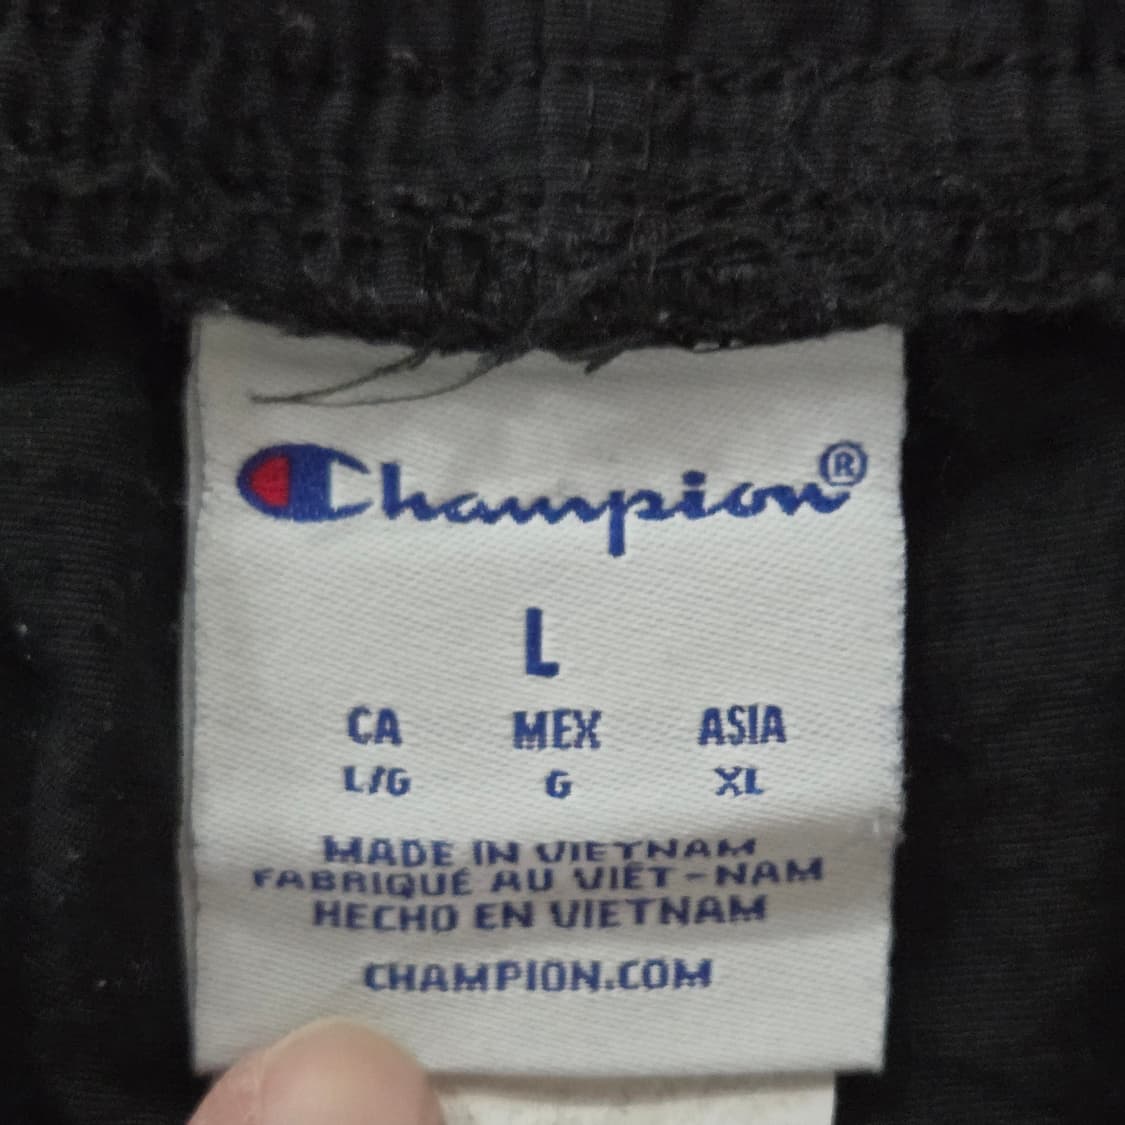 Champion®
L
CA MEX ASIA
L/G G XL
MADE IN VIETNAM
FABRIQUÉ AU VIÊT-NAM
HECHO EN VIETNAM
CHAMPION.COM